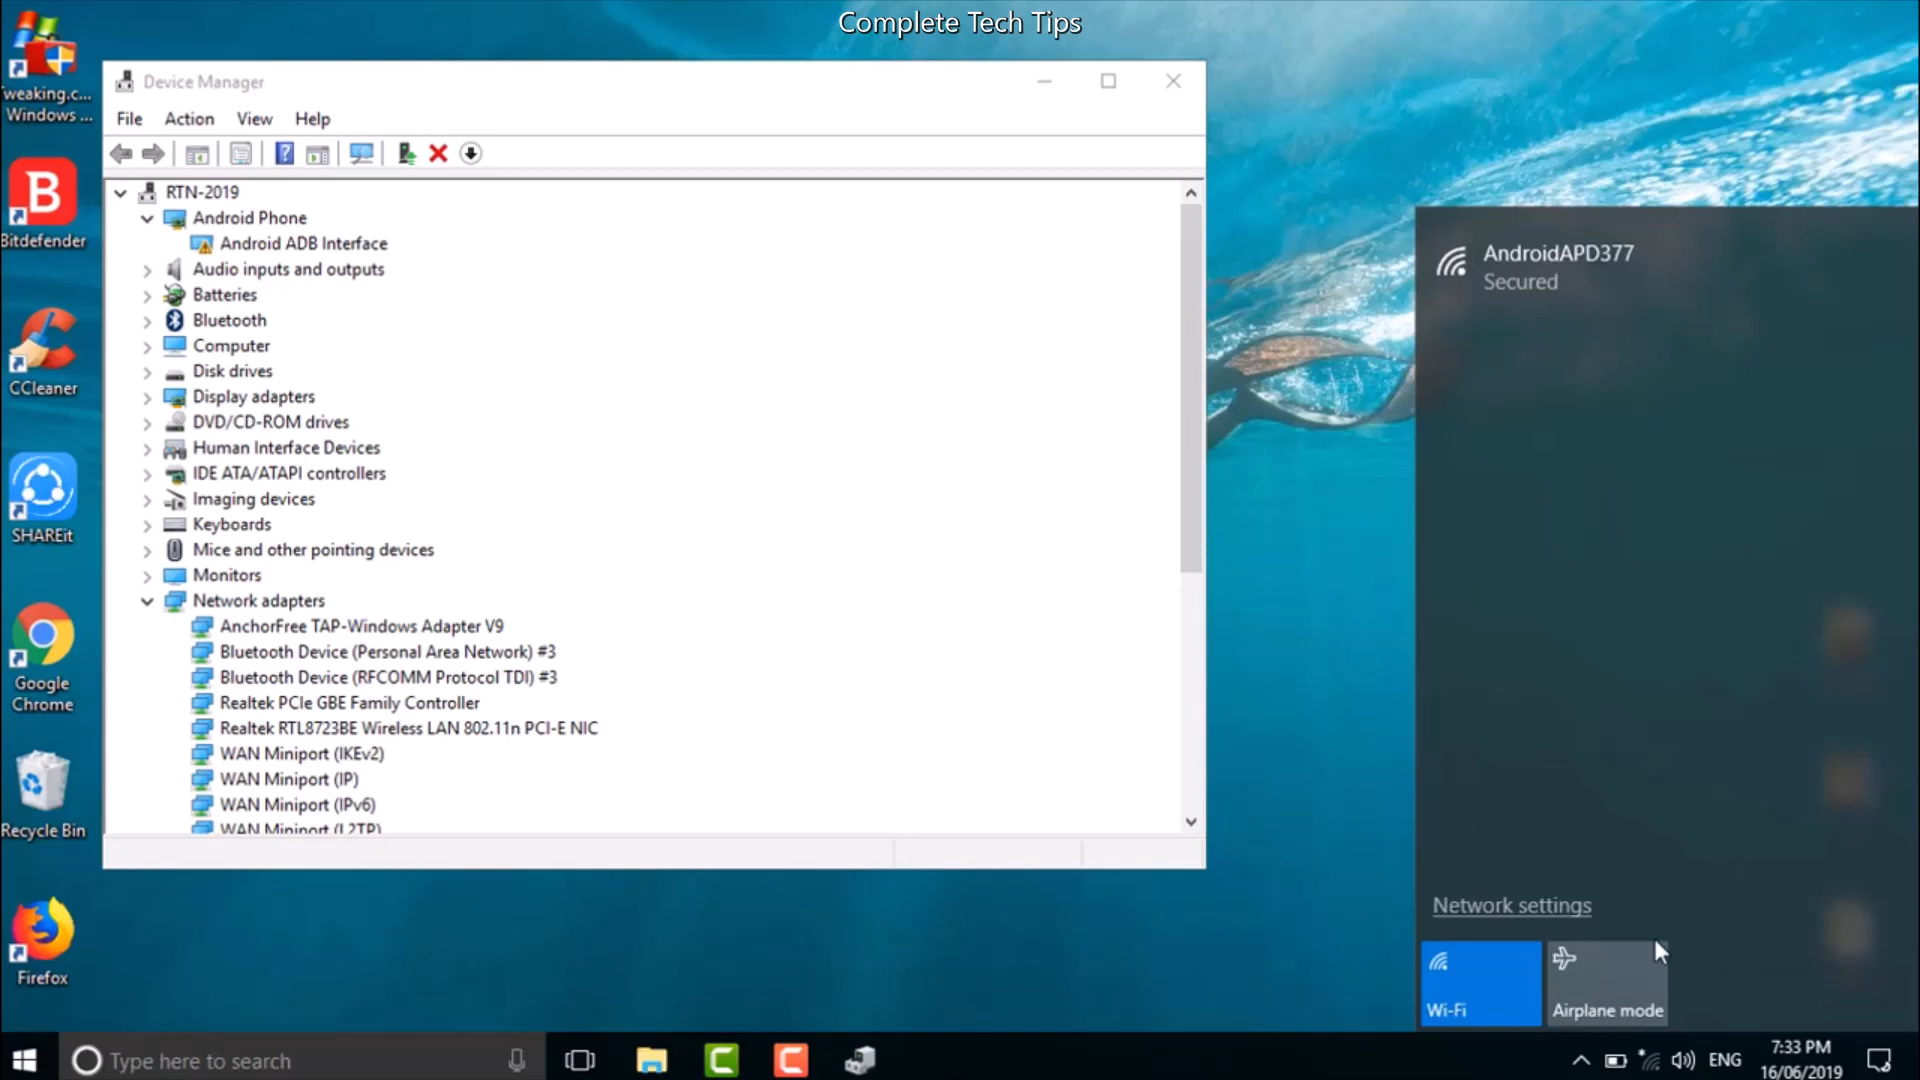 Complete Tech Tips
Tweaking.c...
Windows ...
Bitdefender
CCleaner
SHAREit
Google
Chrome
Recycle Bin
Firefox
Device Manager
File Action View Help
RTN-2019
Android Phone
Android ADB Interface
Audio inputs and outputs
Batteries
Bluetooth
Computer
Disk drives
Display adapters
DVD/CD-ROM drives
Human Interface Devices
IDE ATA/ATAPI controllers
Imaging devices
Keyboards
Mice and other pointing devices
Monitors
Network adapters
AnchorFree TAP-Windows Adapter V9
Bluetooth Device (Personal Area Network) #3
Bluetooth Device (RFCOMM Protocol TDI) #3
Realtek PCIe GBE Family Controller
Realtek RTL8723BE Wireless LAN 802.11n PCI-E NIC
WAN Miniport (IKEv2)
WAN Miniport (IP)
WAN Miniport (IPv6)
WAN Miniport (L2TP)
AndroidAPD377
Secured
Network settings
Wi-Fi
Airplane mode
Type here to search
ENG
7:33 PM
16/06/2019